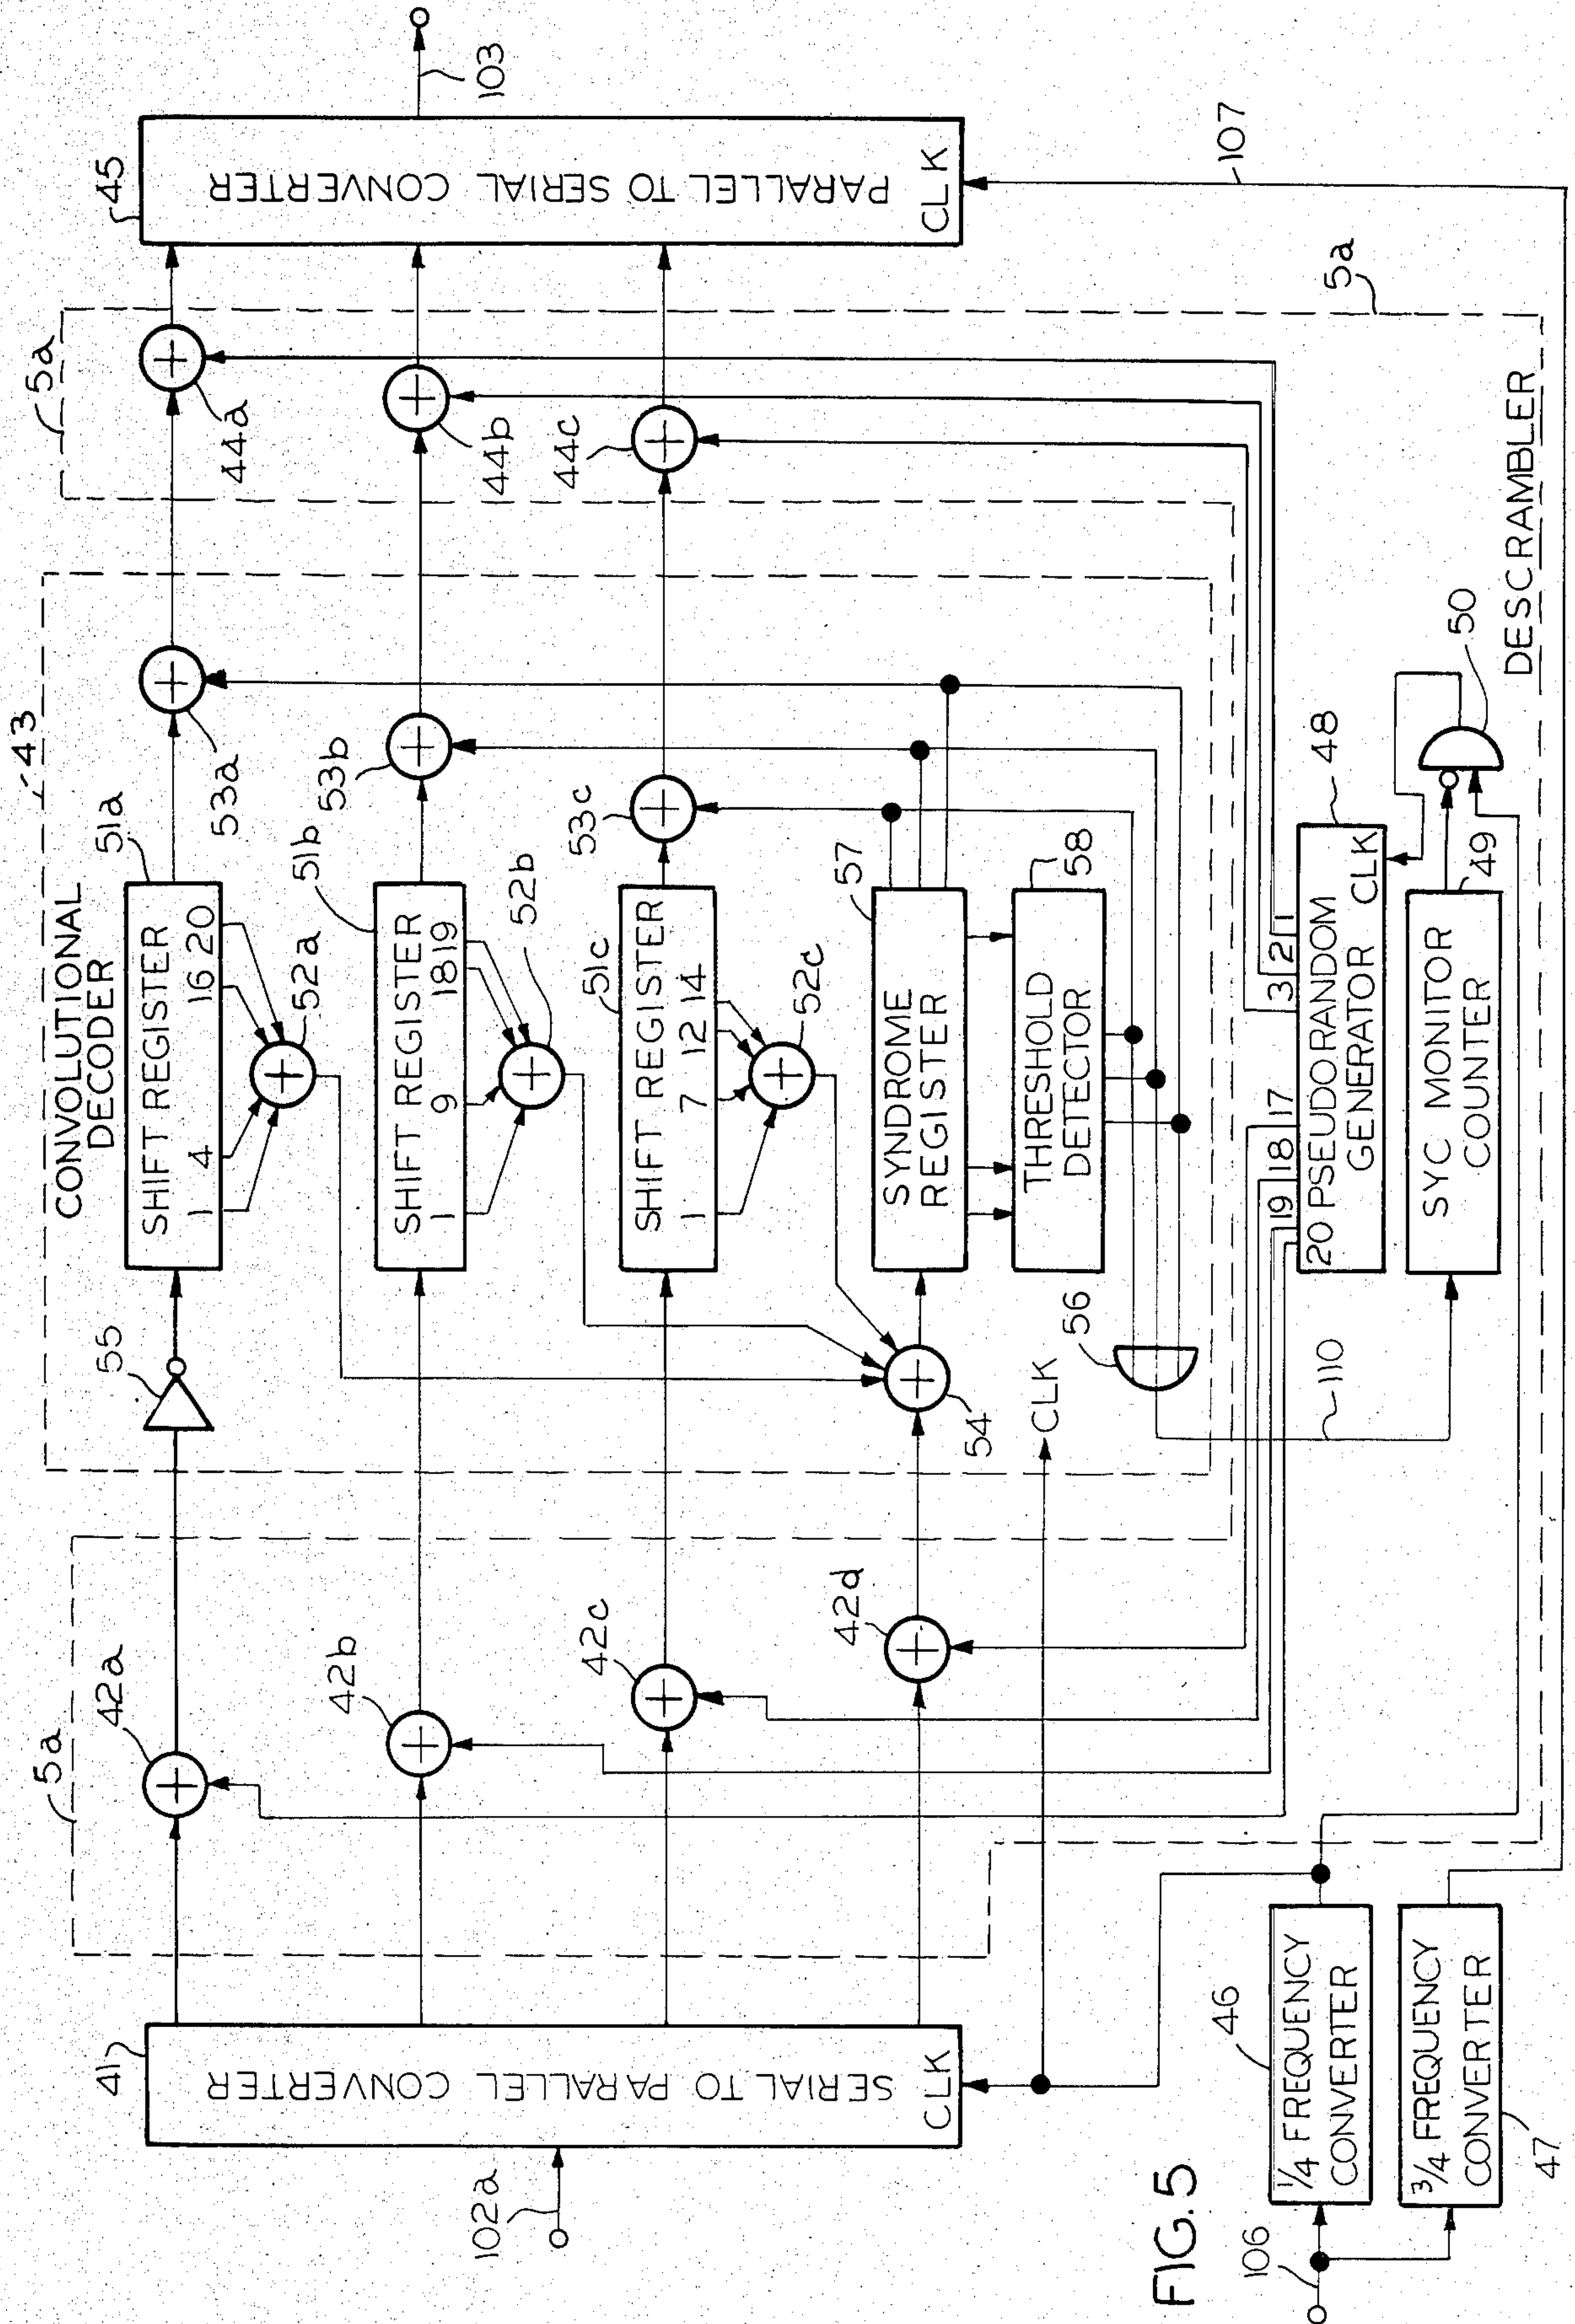 5a
5a
43
CONVOLUTIONAL
DECODER
45
103
PARALLEL TO SERIAL CONVERTER
CLK
107
44a
44b
44c
53a
53b
53c
51a
SHIFT REGISTER
1 4 16 20
52a
51b
SHIFT REGISTER
1 9 18 19
52b
51c
SHIFT REGISTER
1 7 12 14
52c
57
SYNDROME
REGISTER
58
THRESHOLD
DETECTOR
55
54
56
CLK
110
5a
42a
42b
42c
42d
41
SERIAL TO PARALLEL CONVERTER
CLK
102a
19 18 17 3 2 1
20 PSEUDO RANDOM
GENERATOR CLK
48
SYC MONITOR
COUNTER
49
50
DESCRAMBLER
5a
46
1/4 FREQUENCY
CONVERTER
3/4 FREQUENCY
CONVERTER
47
106
FIG.5